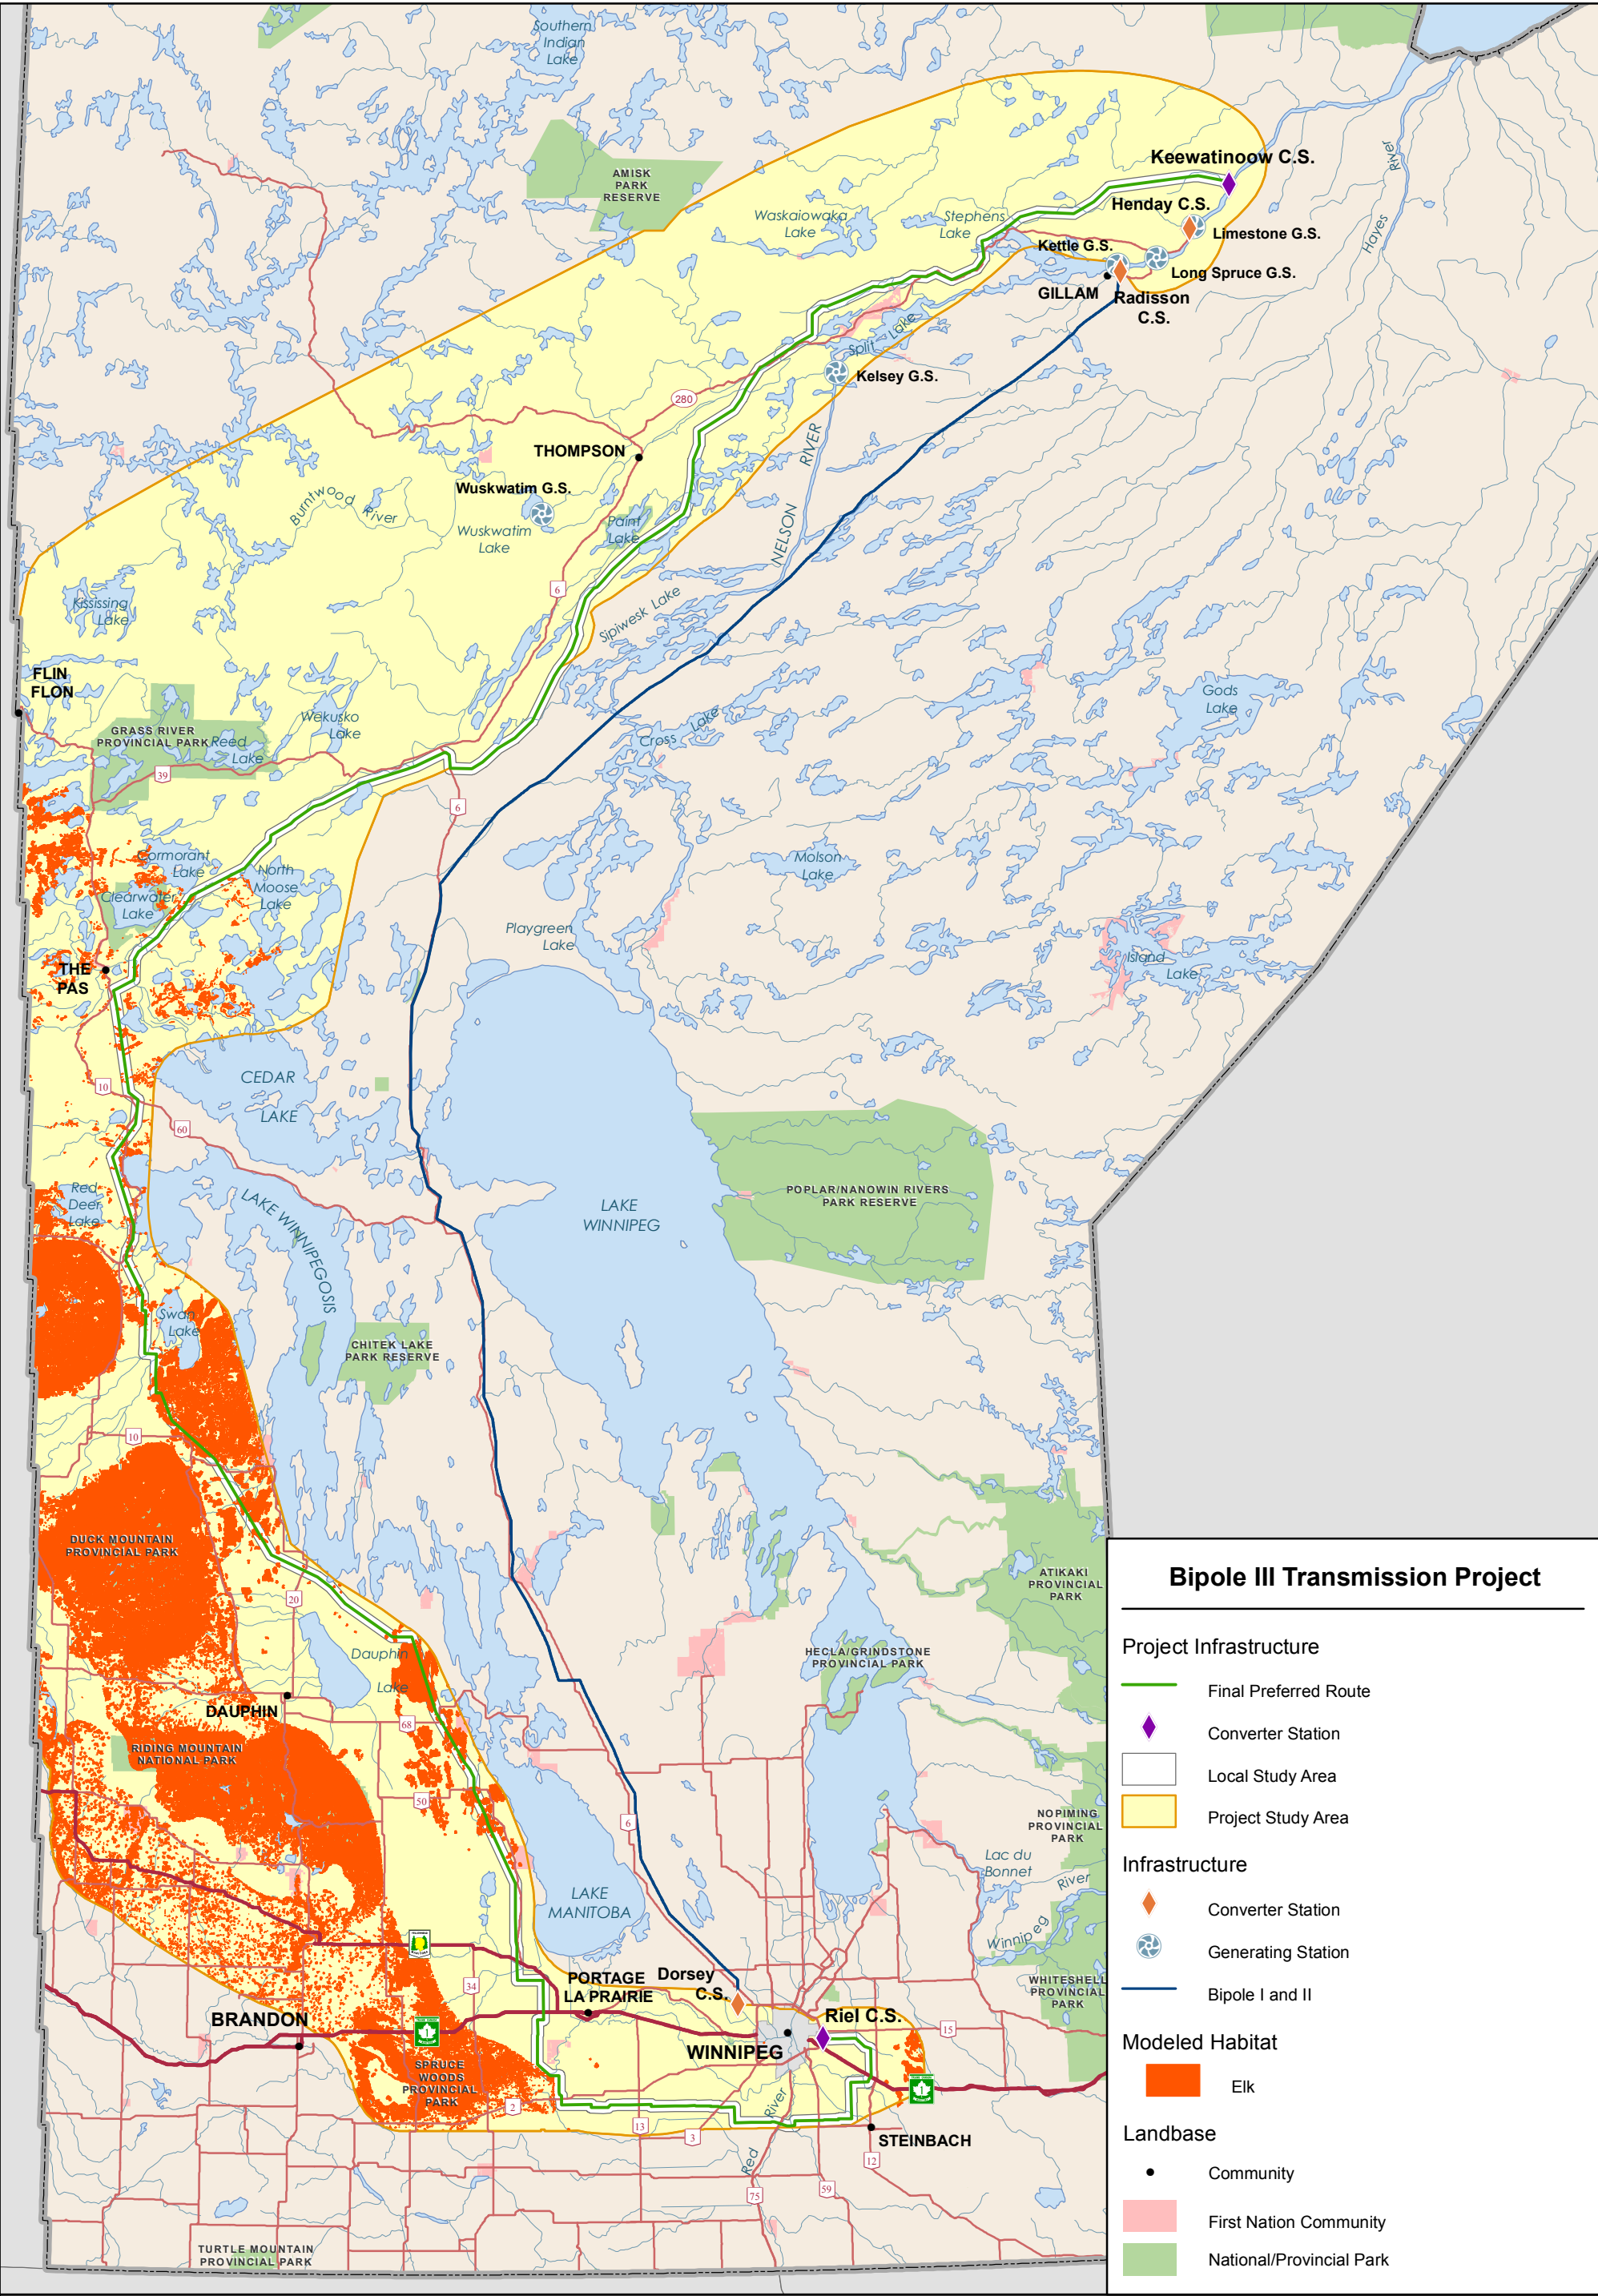 Southern
Indian
Lake
AMISK
PARK
RESERVE
Waskaiowaka
Lake
Stephens
Lake
Keewatinoow C.S.
Henday C.S.
Limestone G.S.
Kettle G.S.
Long Spruce G.S.
GILLAM
Radisson
C.S.
Hayes
River
Split Lake
Kelsey G.S.
280
THOMPSON
Wuskwatim G.S.
Burntwood
River
Wuskwatim
Lake
Paint
Lake
NELSON
RIVER
6
Sipiwesk Lake
Kississing
Lake
FLIN
FLON
GRASS RIVER
PROVINCIAL PARK
Reed
Lake
Wekusko
Lake
39
6
Cross Lake
Gods
Lake
Cormorant
Lake
North
Moose
Lake
Clearwater
Lake
Molson
Lake
Playgreen
Lake
Island
Lake
THE
PAS
CEDAR
LAKE
10
60
Red
Deer
Lake
LAKE WINNIPEGOSIS
LAKE
WINNIPEG
POPLAR/NANOWIN RIVERS
PARK RESERVE
Swan
Lake
CHITEK LAKE
PARK RESERVE
10
DUCK MOUNTAIN
PROVINCIAL PARK
20
ATIKAKI
PROVINCIAL
PARK
Dauphin
Lake
HECLA/GRINDSTONE
PROVINCIAL PARK
DAUPHIN
68
RIDING MOUNTAIN
NATIONAL PARK
50
6
NOPIMING
PROVINCIAL
PARK
Lac du
Bonnet
River
Winnipeg
LAKE
MANITOBA
34
PORTAGE
LA PRAIRIE
Dorsey
C.S.
WHITESHELL
PROVINCIAL
PARK
BRANDON
1
Riel C.S.
15
WINNIPEG
SPRUCE
WOODS
PROVINCIAL
PARK
1
2
13
3
Red
River
STEINBACH
12
75
59
TURTLE MOUNTAIN
PROVINCIAL PARK
Bipole III Transmission Project
Project Infrastructure
Final Preferred Route
Converter Station
Local Study Area
Project Study Area
Infrastructure
Converter Station
Generating Station
Bipole I and II
Modeled Habitat
Elk
Landbase
Community
First Nation Community
National/Provincial Park